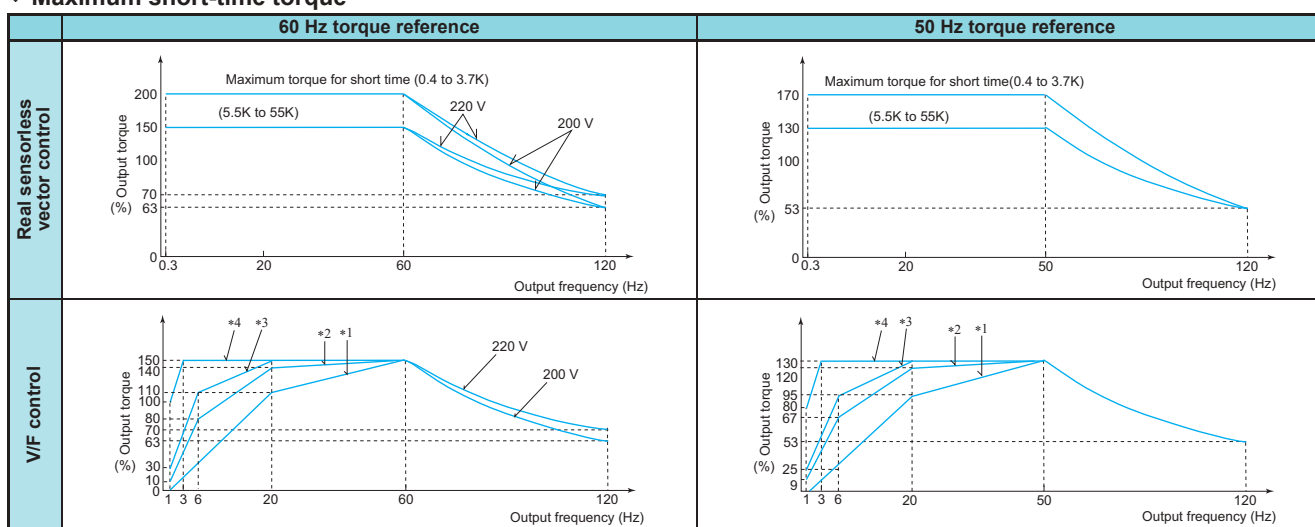 Maximum short-time torque
60 Hz torque reference
50 Hz torque reference
Real sensorless
vector control
Maximum torque for short time (0.4 to 3.7K)
200
(5.5K to 55K)
220 V
200 V
150
100
70
63
0
Output torque
(%)
0.3
20
60
120
Output frequency (Hz)
Maximum torque for short time(0.4 to 3.7K)
170
(5.5K to 55K)
130
100
53
0
Output torque
(%)
0.3
20
50
120
Output frequency (Hz)
V/F control
*4
*3
*2
*1
220 V
200 V
150
140
110
100
80
70
63
30
10
0
Output torque
(%)
1
3
6
20
60
120
Output frequency (Hz)
*4
*3
*2
*1
130
120
95
80
67
53
25
9
Output torque
(%)
1
3
6
20
50
120
Output frequency (Hz)